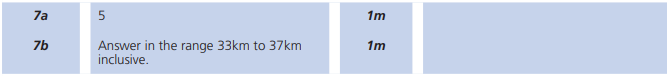 7a 5 1m
7b Answer in the range 33km to 37km 1m
inclusive.